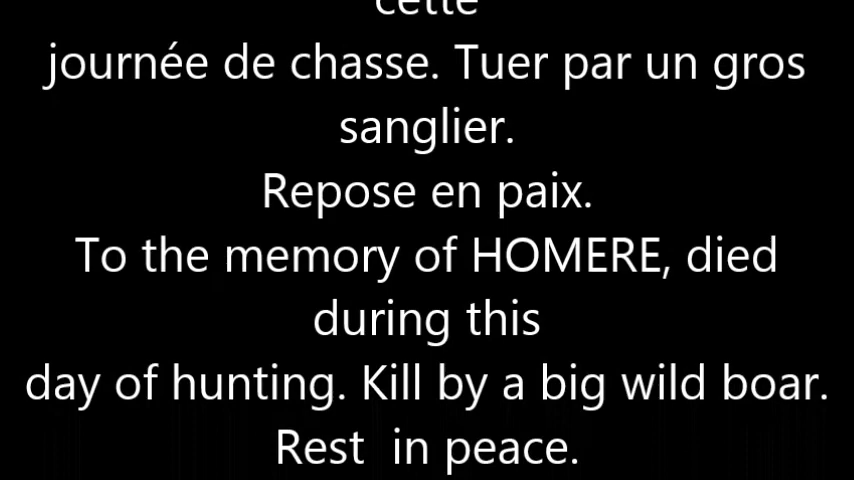 cette
journée de chasse. Tuer par un gros
sanglier.
Repose en paix.
To the memory of HOMERE, died
during this
day of hunting. Kill by a big wild boar.
Rest  in peace.